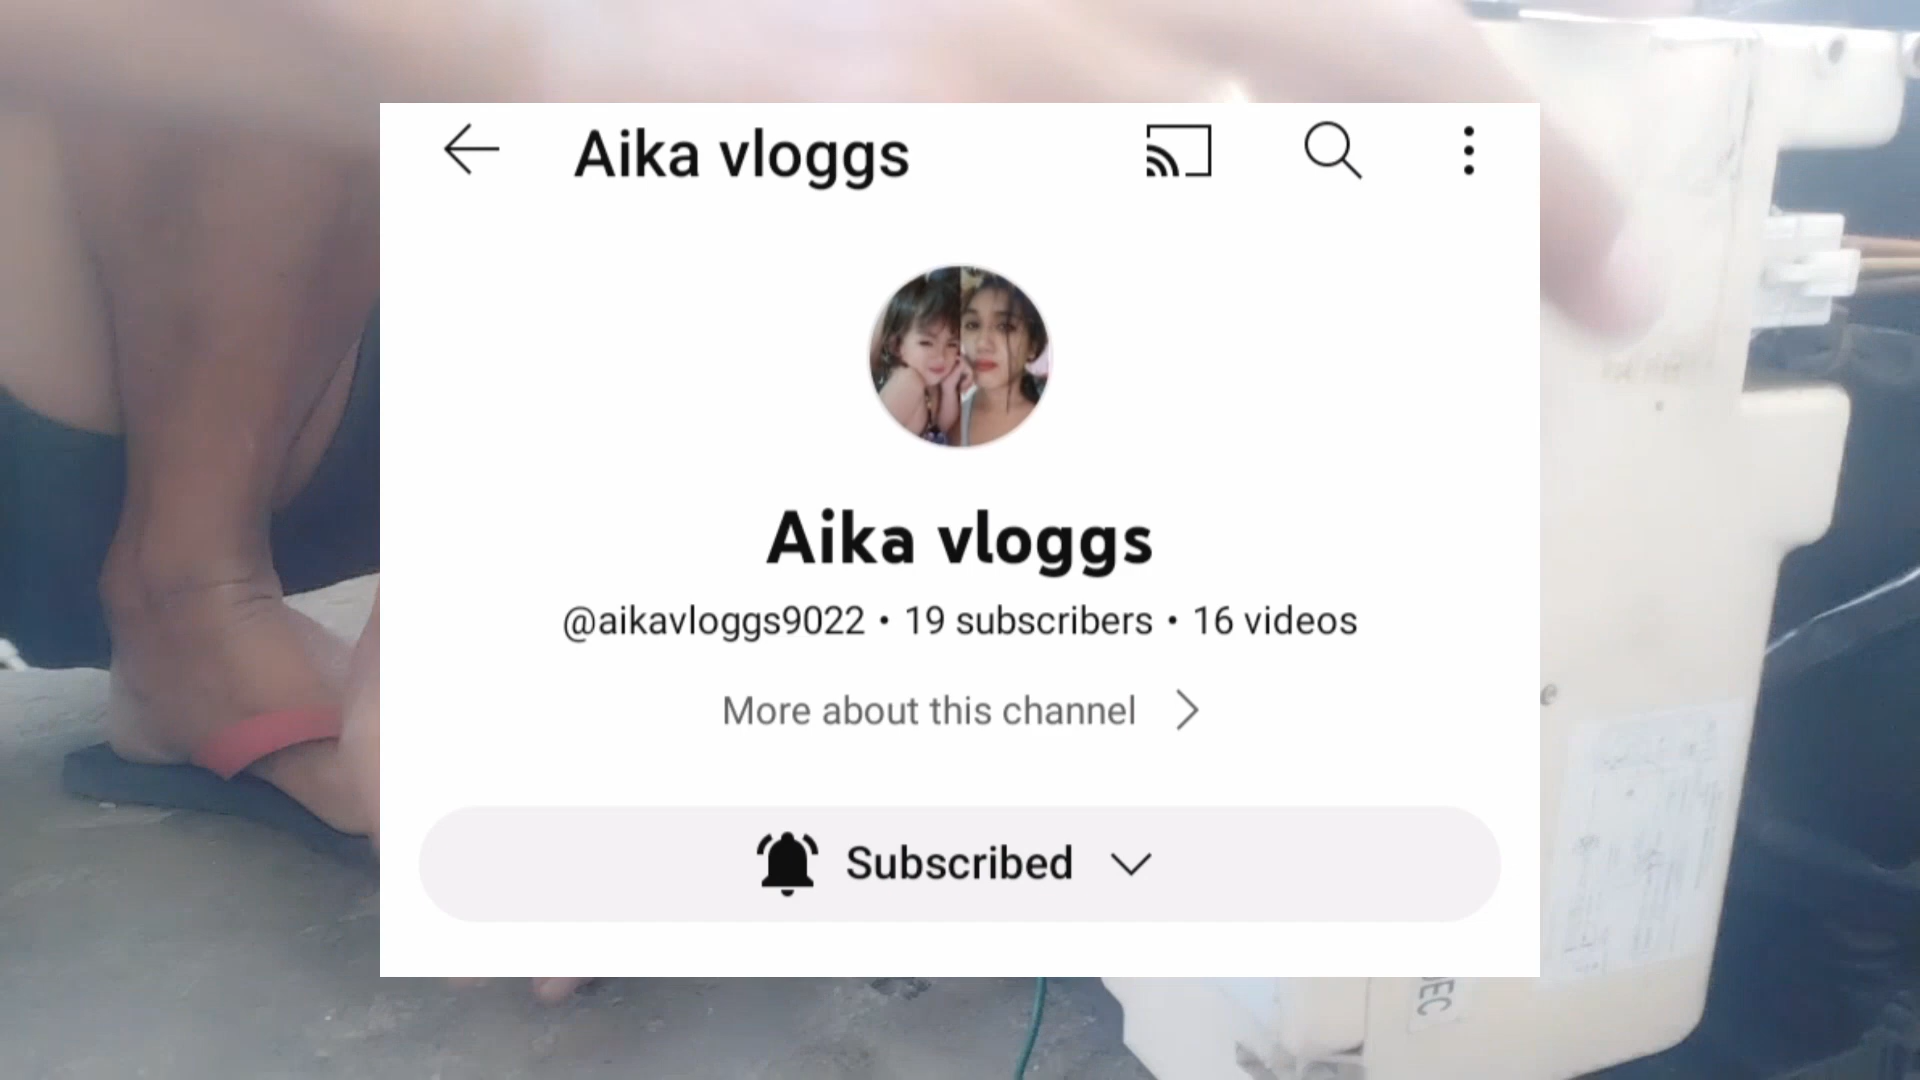 Aika vloggs
Aika vloggs
@aikavloggs9022 • 19 subscribers • 16 videos
More about this channel
Subscribed